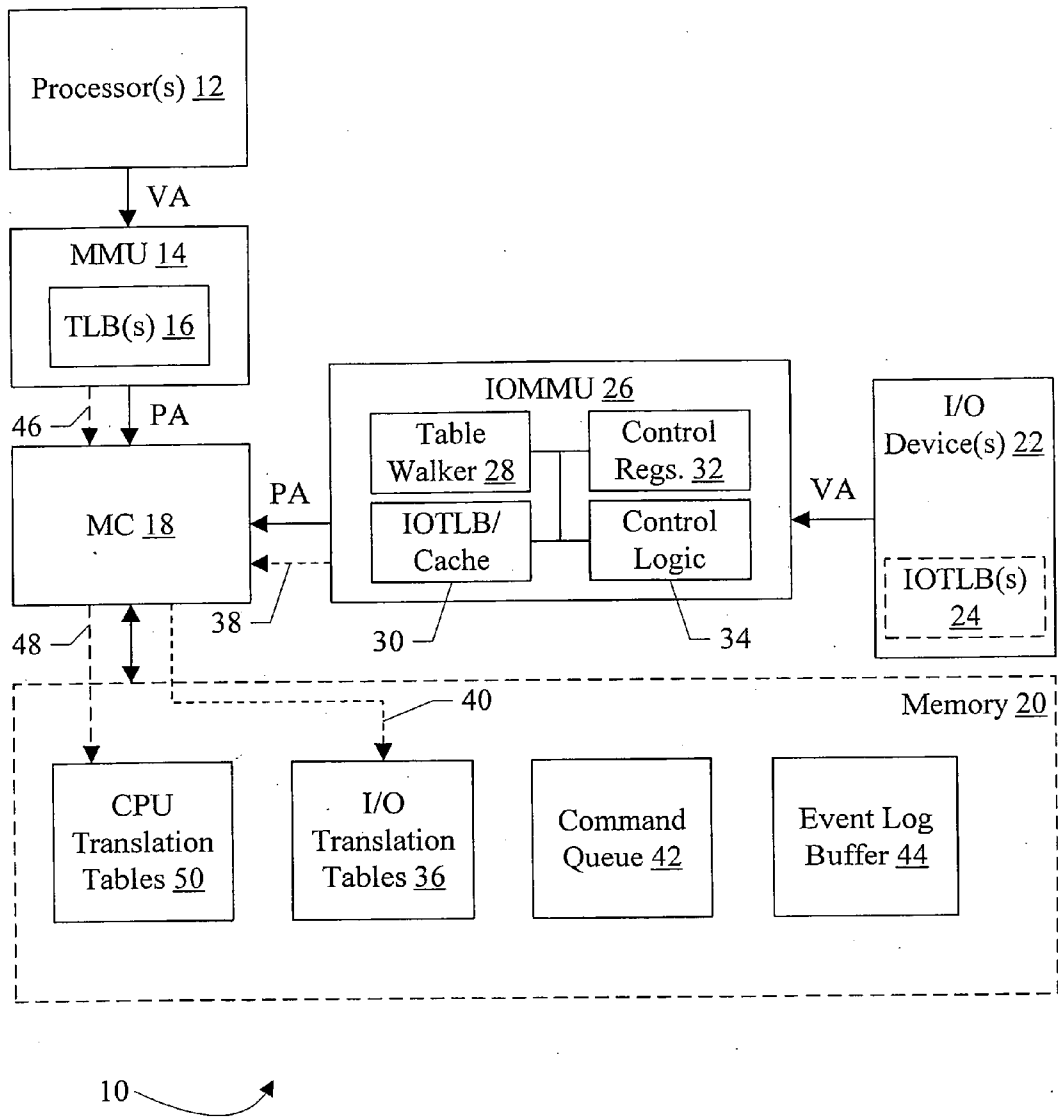 Processor(s) 12
VA
MMU 14
TLB(s) 16
46
PA
MC 18
PA
38
IOMMU 26
Table
Walker 28
Control
Regs. 32
IOTLB/
Cache
Control
Logic
30
34
VA
I/O
Device(s) 22
IOTLB(s)
24
48
40
Memory 20
CPU
Translation
Tables 50
I/O
Translation
Tables 36
Command
Queue 42
Event Log
Buffer 44
10